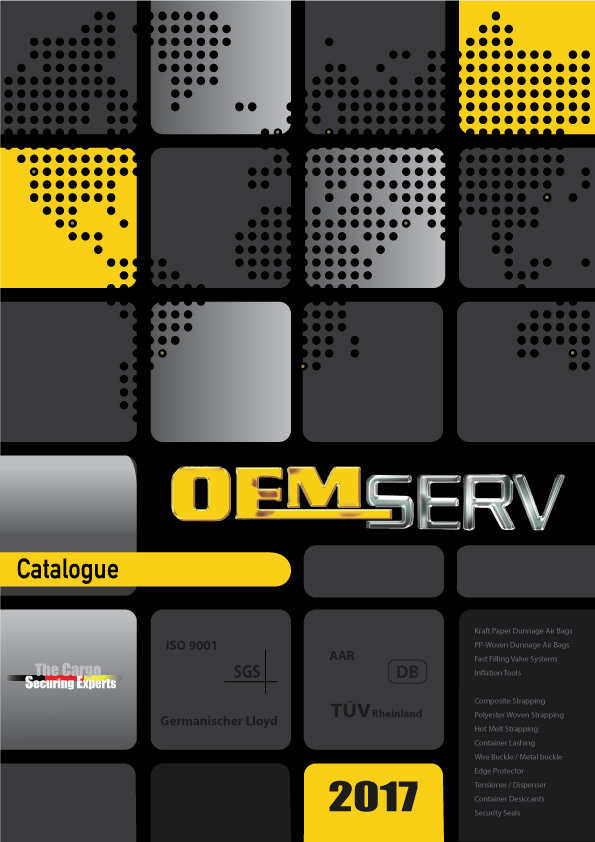 OEMSERV
Catalogue
The Cargo
Securing Experts
ISO 9001
SGS
Germanischer Lloyd
AAR
DB
TÜV Rheinland
Kraft Paper Dunnage Air Bags
PP-Woven Dunnage Air Bags
Fast Filling Valve Systems
Inflation Tools
Composite Strapping
Polyester Woven Strapping
Hot Melt Strapping
Container Lashing
Wire Buckle / Metal buckle
Edge Protector
Tensioner / Dispenser
Container Desiccants
Security Seals
2017